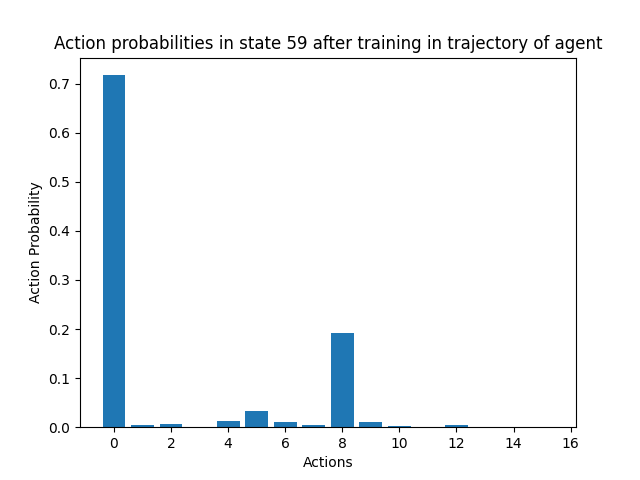 Action probabilities in state 59 after training in trajectory of agent
0.7
0.6
0.5
0.4
0.3
0.2
0.1
0.0
Action Probability
0 2 4 6 8 10 12 14 16
Actions